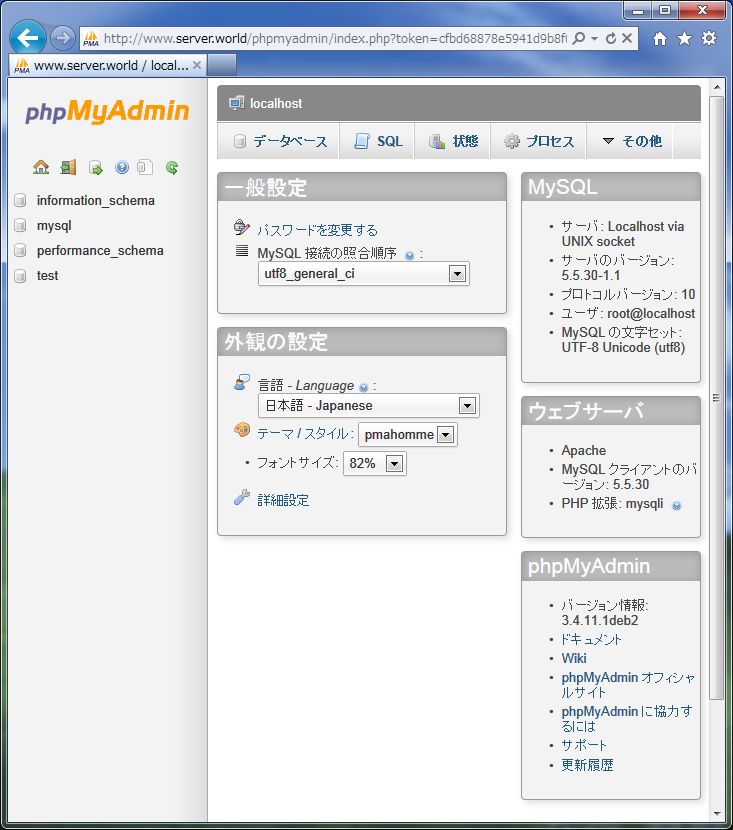 http://www.server.world/phpmyadmin/index.php?token=cfbd68878e5941d9b8f
PMA www.server.world / local...
phpMyAdmin
information_schema
mysql
performance_schema
test
localhost
データベース SQL 状態 プロセス その他
一般設定
パスワードを変更する
MySQL 接続の照合順序 :
utf8_general_ci
外観の設定
言語 - Language :
日本語 - Japanese
テーマ / スタイル: pmahomme
• フォントサイズ: 82%
詳細設定
MySQL
• サーバ: Localhost via
UNIX socket
• サーバのバージョン:
5.5.30-1.1
• プロトコルバージョン: 10
• ユーザ: root@localhost
• MySQL の文字セット:
UTF-8 Unicode (utf8)
ウェブサーバ
• Apache
• MySQL クライアントのバ
ージョン: 5.5.30
• PHP 拡張: mysqli
phpMyAdmin
• バージョン情報:
3.4.11.1deb2
• ドキュメント
• Wiki
• phpMyAdmin オフィシャ
ルサイト
• phpMyAdmin に協力す
るには
• サポート
• 更新履歴